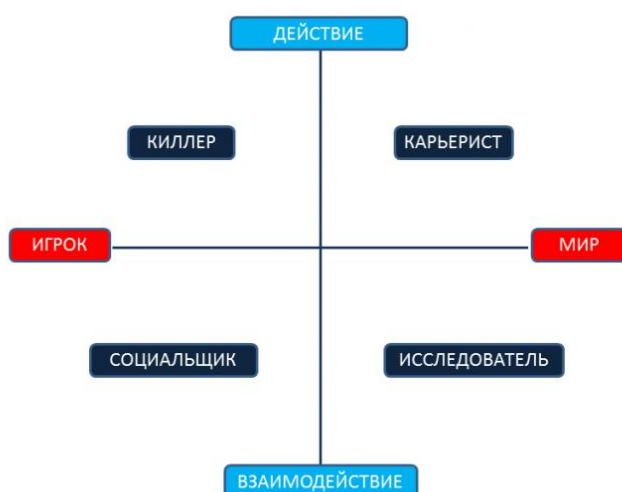 ДЕЙСТВИЕ
КИЛЛЕР
КАРЬЕРИСТ
ИГРОК
МИР
СОЦИАЛЬЩИК
ИССЛЕДОВАТЕЛЬ
ВЗАИМОДЕЙСТВИЕ